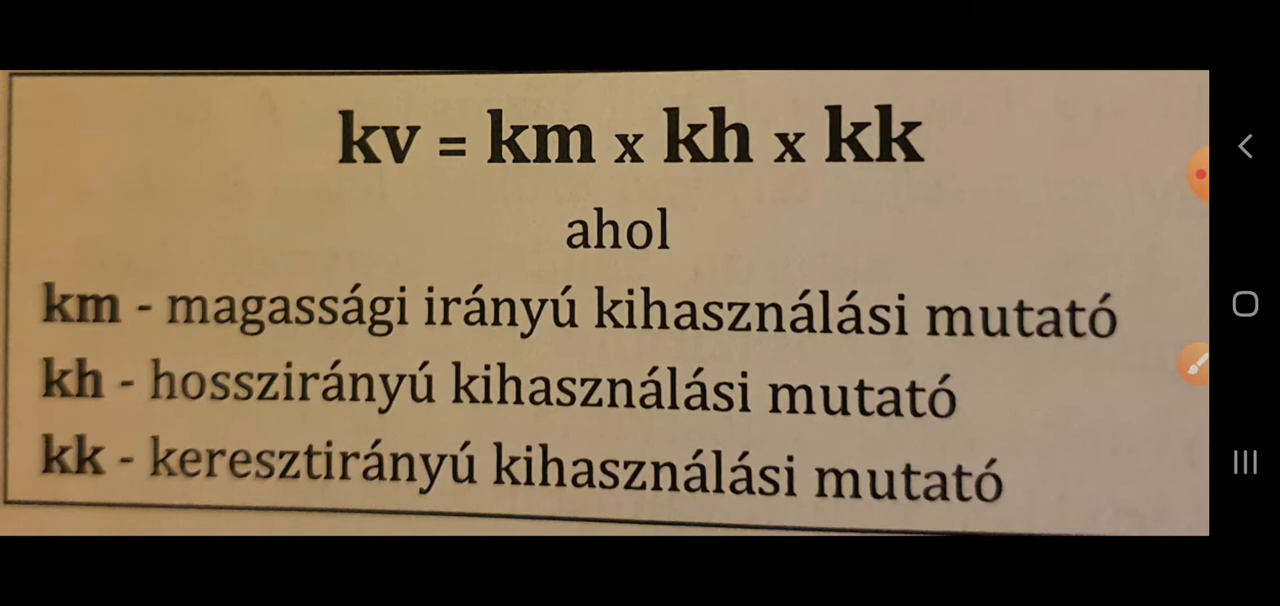 kv = km x kh x kk
ahol
km - magassági irányú kihasználási mutató
kh - hosszirányú kihasználási mutató
kk - keresztirányú kihasználási mutató